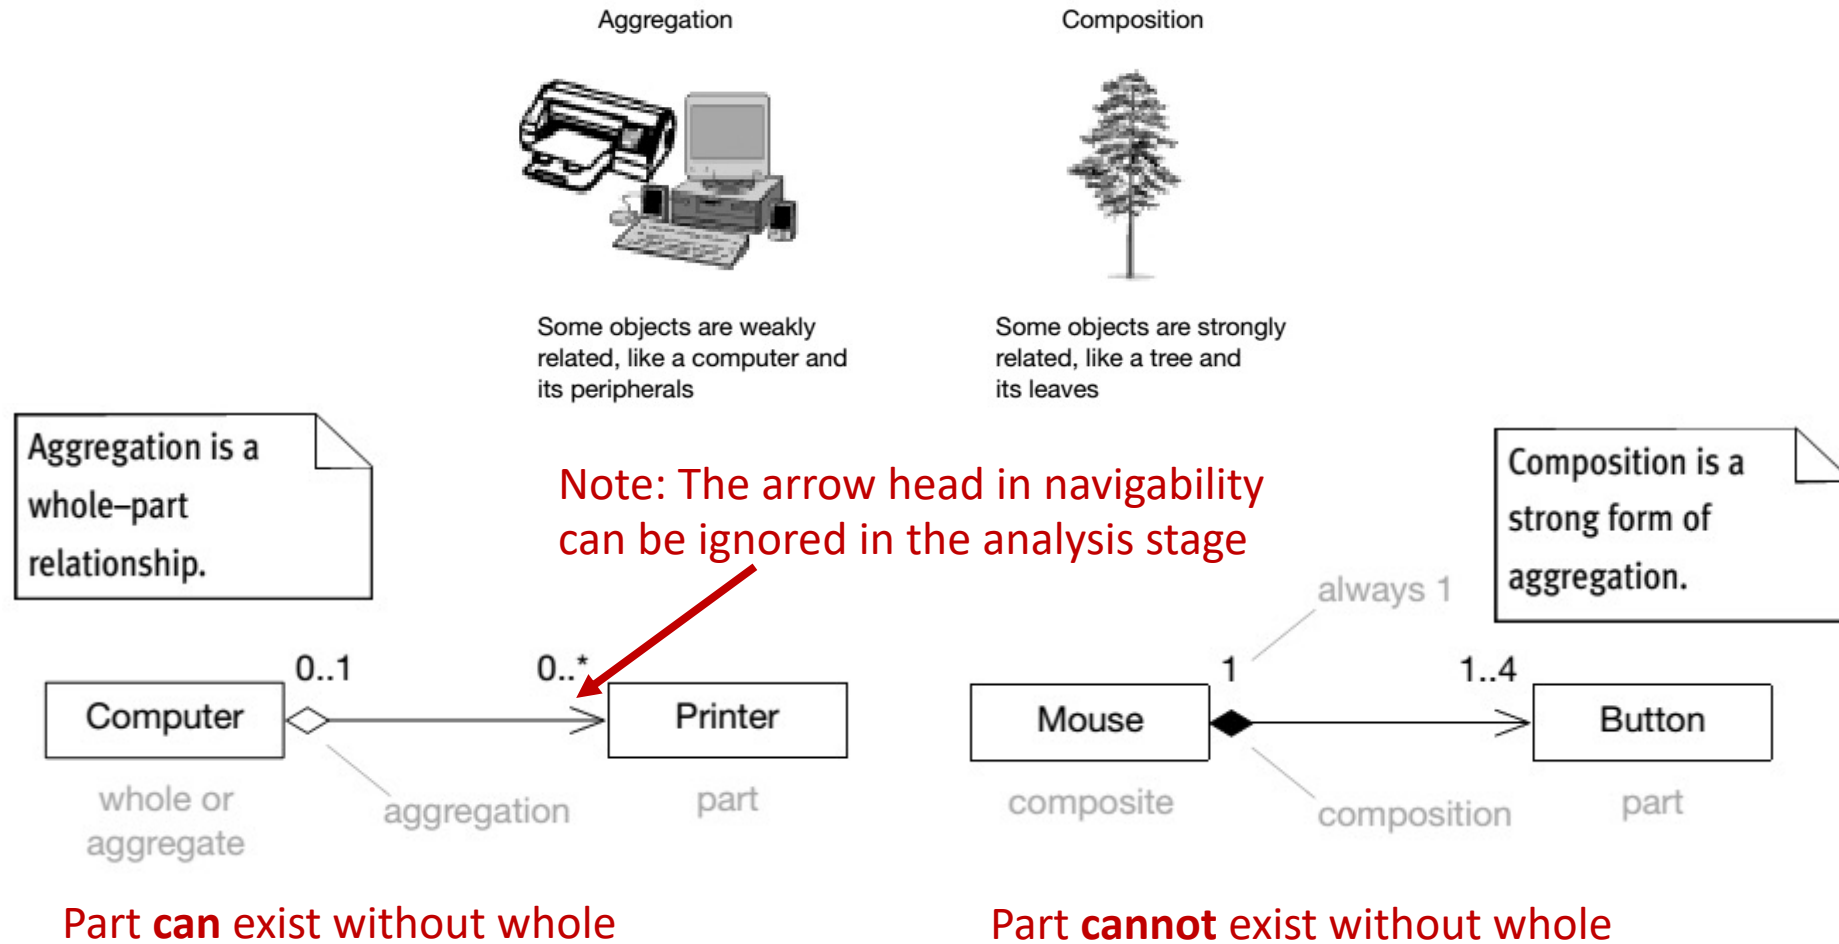 Aggregation
Composition
Some objects are weakly
related, like a computer and
its peripherals
Some objects are strongly
related, like a tree and
its leaves
Aggregation is a
whole–part
relationship.
Note: The arrow head in navigability
can be ignored in the analysis stage
Composition is a
strong form of
aggregation.
always 1
0..1
0..*
1
1..4
Computer
Printer
Mouse
Button
whole or
aggregate
aggregation
part
composite
composition
part
Part can exist without whole
Part cannot exist without whole